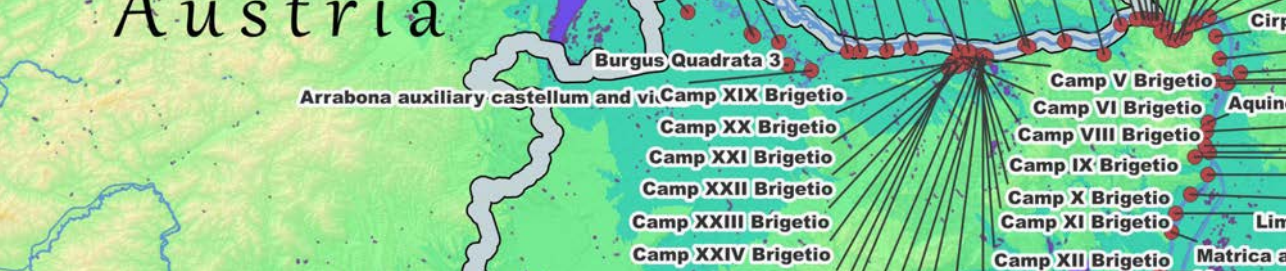 Austria
Cirp
Burgus Quadrata 3
Camp V Brigetio
Arrabona auxiliary castellum and vic
Camp XIX Brigetio
Camp VI Brigetio
Aquin
Camp XX Brigetio
Camp VIII Brigetio
Camp XXI Brigetio
Camp IX Brigetio
Camp XXII Brigetio
Camp X Brigetio
Camp XXIII Brigetio
Camp XI Brigetio
Lim
Camp XXIV Brigetio
Camp XII Brigetio
Matrica a